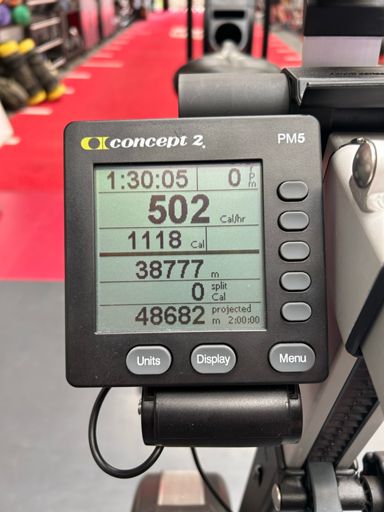 concept 2. PM5
1:30:05 0 r/m
502 Cal/hr
1118 Cal
38777 m
0 split Cal
48682 projected m 2:00:00
Units Display Menu